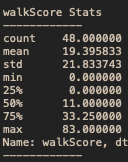 walkScore Stats
------------
count    48.000000
mean     19.395833
std      21.833743
min       0.000000
25%       0.000000
50%      11.000000
75%      33.250000
max      83.000000
Name: walkScore, dt
------------